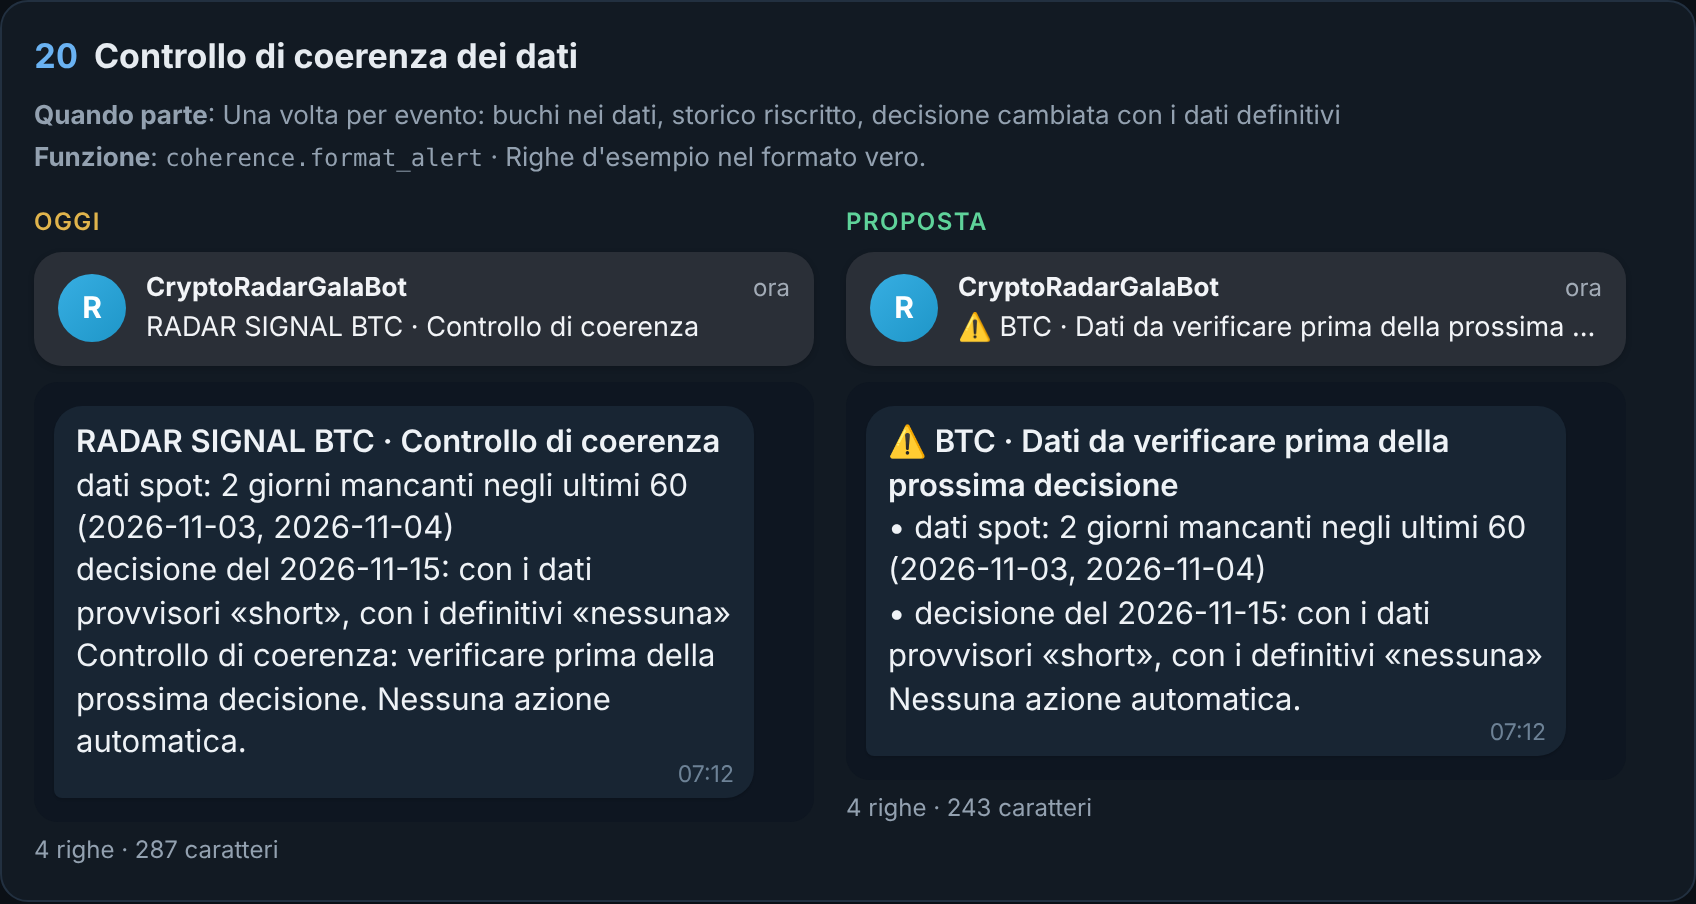 20 Controllo di coerenza dei dati
Quando parte: Una volta per evento: buchi nei dati, storico riscritto, decisione cambiata con i dati definitivi
Funzione: coherence.format_alert · Righe d'esempio nel formato vero.
OGGI
R
CryptoRadarGalaBot
ora
RADAR SIGNAL BTC · Controllo di coerenza
RADAR SIGNAL BTC · Controllo di coerenza
dati spot: 2 giorni mancanti negli ultimi 60
(2026-11-03, 2026-11-04)
decisione del 2026-11-15: con i dati
provvisori «short», con i definitivi «nessuna»
Controllo di coerenza: verificare prima della
prossima decisione. Nessuna azione
automatica.
07:12
4 righe · 287 caratteri
PROPOSTA
R
CryptoRadarGalaBot
ora
⚠️ BTC · Dati da verificare prima della prossima ...
⚠️ BTC · Dati da verificare prima della
prossima decisione
• dati spot: 2 giorni mancanti negli ultimi 60
(2026-11-03, 2026-11-04)
• decisione del 2026-11-15: con i dati
provvisori «short», con i definitivi «nessuna»
Nessuna azione automatica.
07:12
4 righe · 243 caratteri